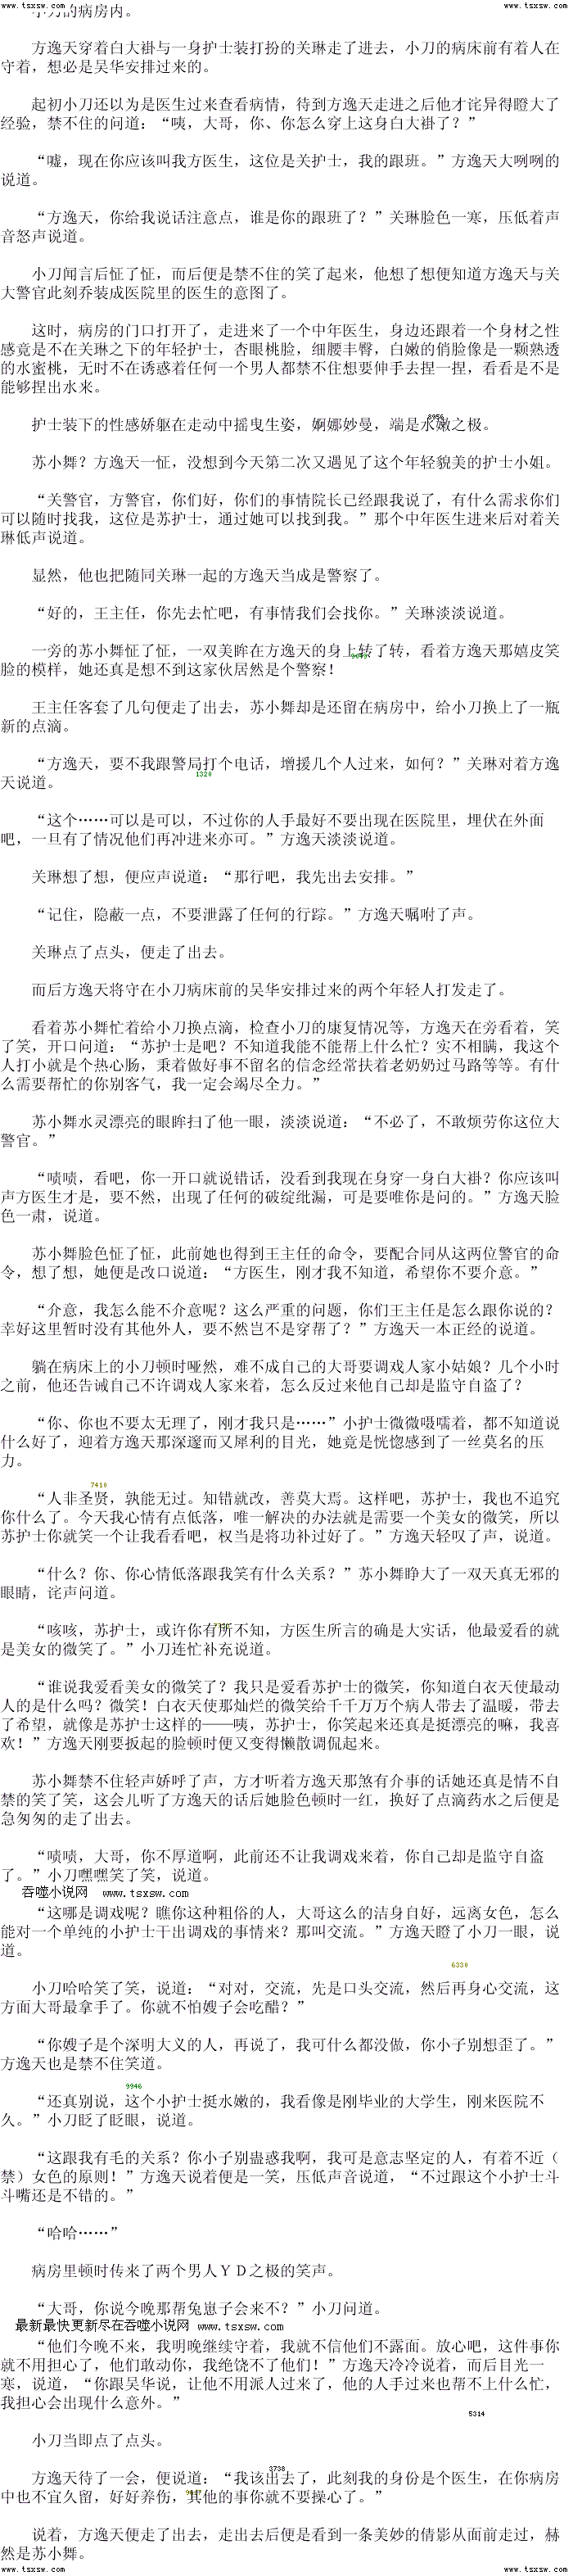 www.tsxsw.com www.tsxsw.com
小刀的病房内。
方逸天穿着白大褂与一身护士装打扮的关琳走了进去，小刀的病床前有着人在
守着，想必是吴华安排过来的。
起初小刀还以为是医生过来查看病情，待到方逸天走进之后他才诧异得瞪大了
经验，禁不住的问道：“咦，大哥，你、你怎么穿上这身白大褂了？”
“嘘，现在你应该叫我方医生，这位是关护士，我的跟班。”方逸天大咧咧的
说道。
“方逸天，你给我说话注意点，谁是你的跟班了？”关琳脸色一寒，压低着声
音怒声说道。
小刀闻言后怔了怔，而后便是禁不住的笑了起来，他想了想便知道方逸天与关
大警官此刻乔装成医院里的医生的意图了。
这时，病房的门口打开了，走进来了一个中年医生，身边还跟着一个身材之性
感竟是不在关琳之下的年轻护士，杏眼桃脸，细腰丰臀，白嫩的俏脸像是一颗熟透
的水蜜桃，无时不在诱惑着任何一个男人都禁不住想要伸手去捏一捏，看看是不是
能够捏出水来。
8956
护士装下的性感娇躯在走动中摇曳生姿，婀娜妙曼，端是水嫩之极。
苏小舞？方逸天一怔，没想到今天第二次又遇见了这个年轻貌美的护士小姐。
“关警官，方警官，你们好，你们的事情院长已经跟我说了，有什么需求你们
可以随时找我，这位是苏护士，通过她可以找到我。”那个中年医生进来后对着关
琳低声说道。
显然，他也把随同关琳一起的方逸天当成是警察了。
“好的，王主任，你先去忙吧，有事情我们会找你。”关琳淡淡说道。
一旁的苏小舞怔了怔，一双美眸在方逸天的身上转了转，看着方逸天那嬉皮笑
脸的模样，她还真是想不到这家伙居然是个警察！
王主任客套了几句便走了出去，苏小舞却是还留在病房中，给小刀换上了一瓶
新的点滴。
“方逸天，要不我跟警局打个电话，增援几个人过来，如何？”关琳对着方逸
1320
天说道。
“这个……可以是可以，不过你的人手最好不要出现在医院里，埋伏在外面
吧，一旦有了情况他们再冲进来亦可。”方逸天淡淡说道。
关琳想了想，便应声说道：“那行吧，我先出去安排。”
“记住，隐蔽一点，不要泄露了任何的行踪。”方逸天嘱咐了声。
关琳点了点头，便走了出去。
而后方逸天将守在小刀病床前的吴华安排过来的两个年轻人打发走了。
看着苏小舞忙着给小刀换点滴，检查小刀的康复情况等，方逸天在旁看着，笑
了笑，开口问道：“苏护士是吧？不知道我能不能帮上什么忙？实不相瞒，我这个
人打小就是个热心肠，秉着做好事不留名的信念经常扶着老奶奶过马路等等。有什
么需要帮忙的你别客气，我一定会竭尽全力。”
苏小舞水灵漂亮的眼眸扫了他一眼，淡淡说道：“不必了，不敢烦劳你这位大
警官。”
“啧啧，看吧，你一开口就说错话，没看到我现在身穿一身白大褂？你应该叫
声方医生才是，要不然，出现了任何的破绽纰漏，可是要唯你是问的。”方逸天脸
色一肃，说道。
苏小舞脸色怔了怔，此前她也得到王主任的命令，要配合同从这两位警官的命
令，想了想，她便是改口说道：“方医生，刚才我不知道，希望你不要介意。”
“介意，我怎么能不介意呢？这么严重的问题，你们王主任是怎么跟你说的？
幸好这里暂时没有其他外人，要不然岂不是穿帮了？”方逸天一本正经的说道。
躺在病床上的小刀顿时哑然，难不成自己的大哥要调戏人家小姑娘？几个小时
之前，他还告诫自己不许调戏人家来着，怎么反过来他自己却是监守自盗了？
“你、你也不要太无理了，刚才我只是……”小护士微微嗫嚅着，都不知道说
什么好了，迎着方逸天那深邃而又犀利的目光，她竟是恍惚感到了一丝莫名的压
力。
7410
“人非圣贤，孰能无过。知错就改，善莫大焉。这样吧，苏护士，我也不追究
你什么了。今天我心情有点低落，唯一解决的办法就是需要一个美女的微笑，所以
苏护士你就笑一个让我看看吧，权当是将功补过好了。”方逸天轻叹了声，说道。
“什么？你、你心情低落跟我笑有什么关系？”苏小舞睁大了一双天真无邪的
眼睛，诧声问道。
“咳咳，苏护士，或许你有所不知，方医生所言的确是大实话，他最爱看的就
是美女的微笑了。”小刀连忙补充说道。
“谁说我爱看美女的微笑了？我只是爱看苏护士的微笑，你知道白衣天使最动
人的是什么吗？微笑！白衣天使那灿烂的微笑给千千万万个病人带去了温暖，带去
了希望，就像是苏护士这样的——咦，苏护士，你笑起来还真是挺漂亮的嘛，我喜
欢！”方逸天刚要扳起的脸顿时便又变得懒散调侃起来。
苏小舞禁不住轻声娇呼了声，方才听着方逸天那煞有介事的话她还真是情不自
禁的笑了笑，这会儿听了方逸天的话后她脸色顿时一红，换好了点滴药水之后便是
急匆匆的走了出去。
“啧啧，大哥，你不厚道啊，此前还不让我调戏来着，你自己却是监守自盗
了。”小刀嘿嘿笑了笑，说道。
吞噬小说网 www.tsxsw.com
“这哪是调戏呢？瞧你这种粗俗的人，大哥这么的洁身自好，远离女色，怎么
能对一个单纯的小护士干出调戏的事情来？那叫交流。”方逸天瞪了小刀一眼，说
道。
6330
小刀哈哈笑了笑，说道：“对对，交流，先是口头交流，然后再身心交流，这
方面大哥最拿手了。你就不怕嫂子会吃醋？”
“你嫂子是个深明大义的人，再说了，我可什么都没做，你小子别想歪了。”
方逸天也是禁不住笑道。
9946
“还真别说，这个小护士挺水嫩的，我看像是刚毕业的大学生，刚来医院不
久。”小刀眨了眨眼，说道。
“这跟我有毛的关系？你小子别蛊惑我啊，我可是意志坚定的人，有着不近（
禁）女色的原则！”方逸天说着便是一笑，压低声音说道，“不过跟这个小护士斗
斗嘴还是不错的。”
“哈哈……”
病房里顿时传来了两个男人ＹＤ之极的笑声。
“大哥，你说今晚那帮兔崽子会来不？”小刀问道。
最新最快更新尽在吞噬小说网 www.tsxsw.com
“他们今晚不来，我明晚继续守着，我就不信他们不露面。放心吧，这件事你
就不用担心了，他们敢动你，我绝饶不了他们！”方逸天冷冷说着，而后目光一
寒，说道，“你跟吴华说，让他不用派人过来了，他的人手过来也帮不上什么忙，
我担心会出现什么意外。”
5314
小刀当即点了点头。
3738
方逸天待了一会，便说道：“我该出去了，此刻我的身份是个医生，在你病房
中也不宜久留，好好养伤，其他的事你就不要操心了。”
说着，方逸天便走了出去，走出去后便是看到一条美妙的倩影从面前走过，赫
然是苏小舞。
www.tsxsw.com www.tsxsw.com